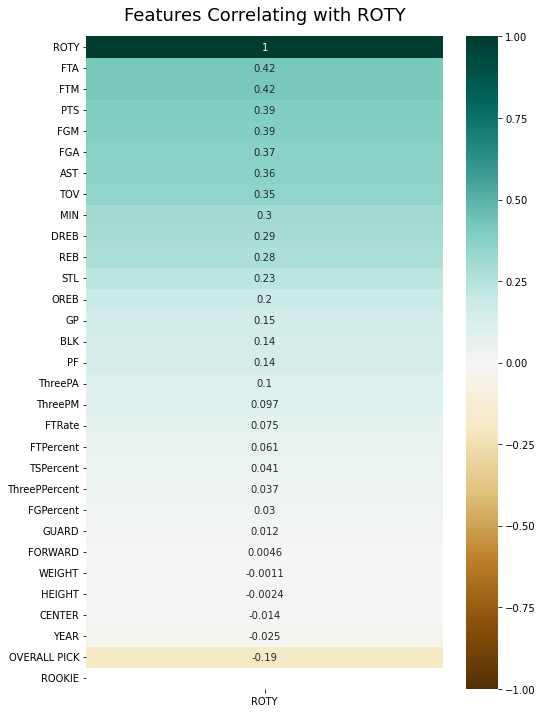 Features Correlating with ROTY
ROTY 1
FTA 0.42
FTM 0.42
PTS 0.39
FGM 0.39
FGA 0.37
AST 0.36
TOV 0.35
MIN 0.3
DREB 0.29
REB 0.28
STL 0.23
OREB 0.2
GP 0.15
BLK 0.14
PF 0.14
ThreePA 0.1
ThreePM 0.097
FTRate 0.075
FTPercent 0.061
TSPercent 0.041
ThreePPercent 0.037
FGPercent 0.03
GUARD 0.012
FORWARD 0.0046
WEIGHT -0.0011
HEIGHT -0.0024
CENTER -0.014
YEAR -0.025
OVERALL PICK -0.19
ROOKIE
ROTY
1.00
0.75
0.50
0.25
0.00
−0.25
−0.50
−0.75
−1.00